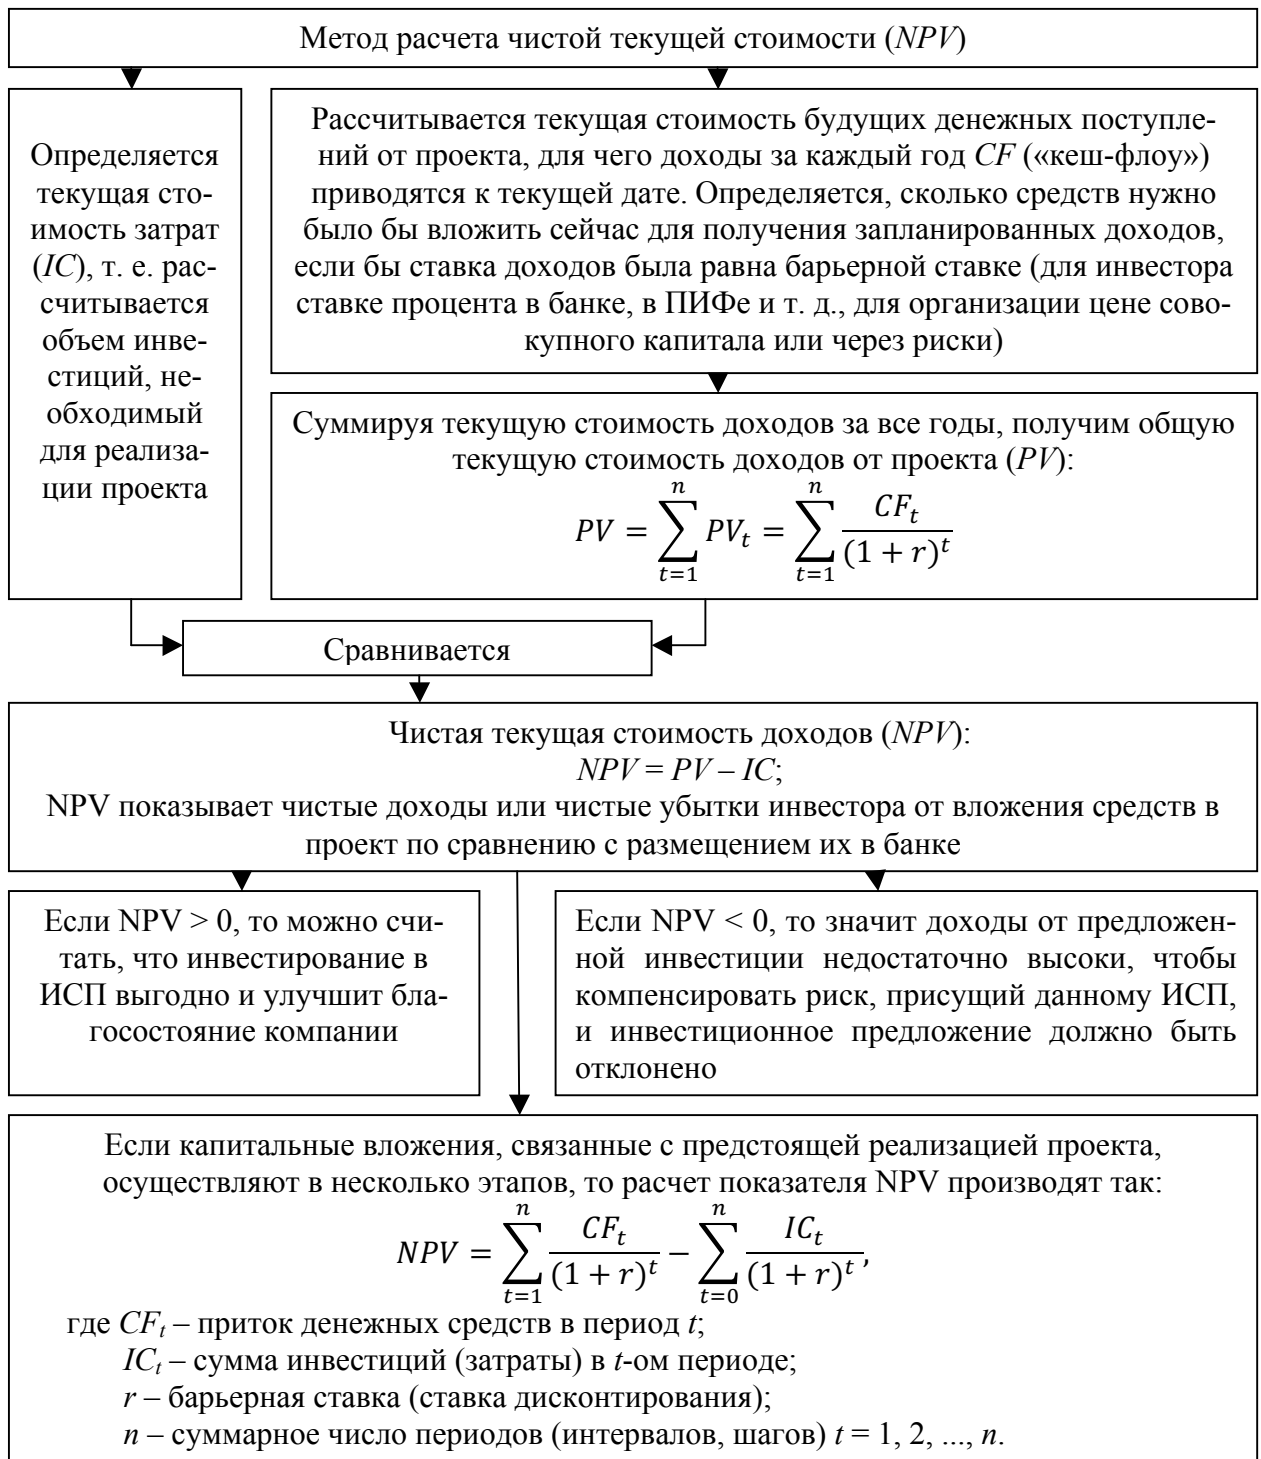 Метод расчета чистой текущей стоимости (NPV)
Определяется
текущая сто-
имость затрат
(IC), т. е. рас-
считывается
объем инве-
стиций, не-
обходимый
для реализа-
ции проекта
Рассчитывается текущая стоимость будущих денежных поступле-
ний от проекта, для чего доходы за каждый год CF («кеш-флоу»)
приводятся к текущей дате. Определяется, сколько средств нужно
было бы вложить сейчас для получения запланированных доходов,
если бы ставка доходов была равна барьерной ставке (для инвестора
ставке процента в банке, в ПИФе и т. д., для организации цене сово-
купного капитала или через риски)
Суммируя текущую стоимость доходов за все годы, получим общую
текущую стоимость доходов от проекта (PV):
$PV = \sum_{t=1}^{n} PV_t = \sum_{t=1}^{n} \frac{CF_t}{(1+r)^t}$
Сравнивается
Чистая текущая стоимость доходов (NPV):
NPV = PV – IC;
NPV показывает чистые доходы или чистые убытки инвестора от вложения средств в
проект по сравнению с размещением их в банке
Если NPV > 0, то можно счи-
тать, что инвестирование в
ИСП выгодно и улучшит бла-
госостояние компании
Если NPV < 0, то значит доходы от предложен-
ной инвестиции недостаточно высоки, чтобы
компенсировать риск, присущий данному ИСП,
и инвестиционное предложение должно быть
отклонено
Если капитальные вложения, связанные с предстоящей реализацией проекта,
осуществляют в несколько этапов, то расчет показателя NPV производят так:
$NPV = \sum_{t=1}^{n} \frac{CF_t}{(1+r)^t} - \sum_{t=0}^{n} \frac{IC_t}{(1+r)^t},$
где $CF_t$ – приток денежных средств в период t;
$IC_t$ – сумма инвестиций (затраты) в t-ом периоде;
r – барьерная ставка (ставка дисконтирования);
n – суммарное число периодов (интервалов, шагов) t = 1, 2, ..., n.